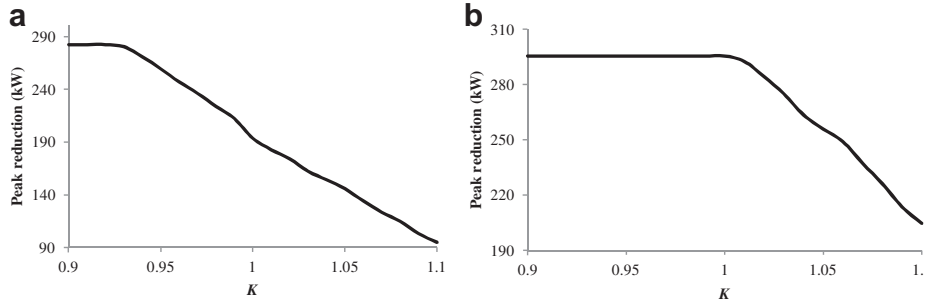 a
Peak reduction (kW)
290
240
190
140
90
0.9 0.95 1 1.05 1.1
K
b
Peak reduction (kW)
310
280
250
220
190
0.9 0.95 1 1.05 1.
K